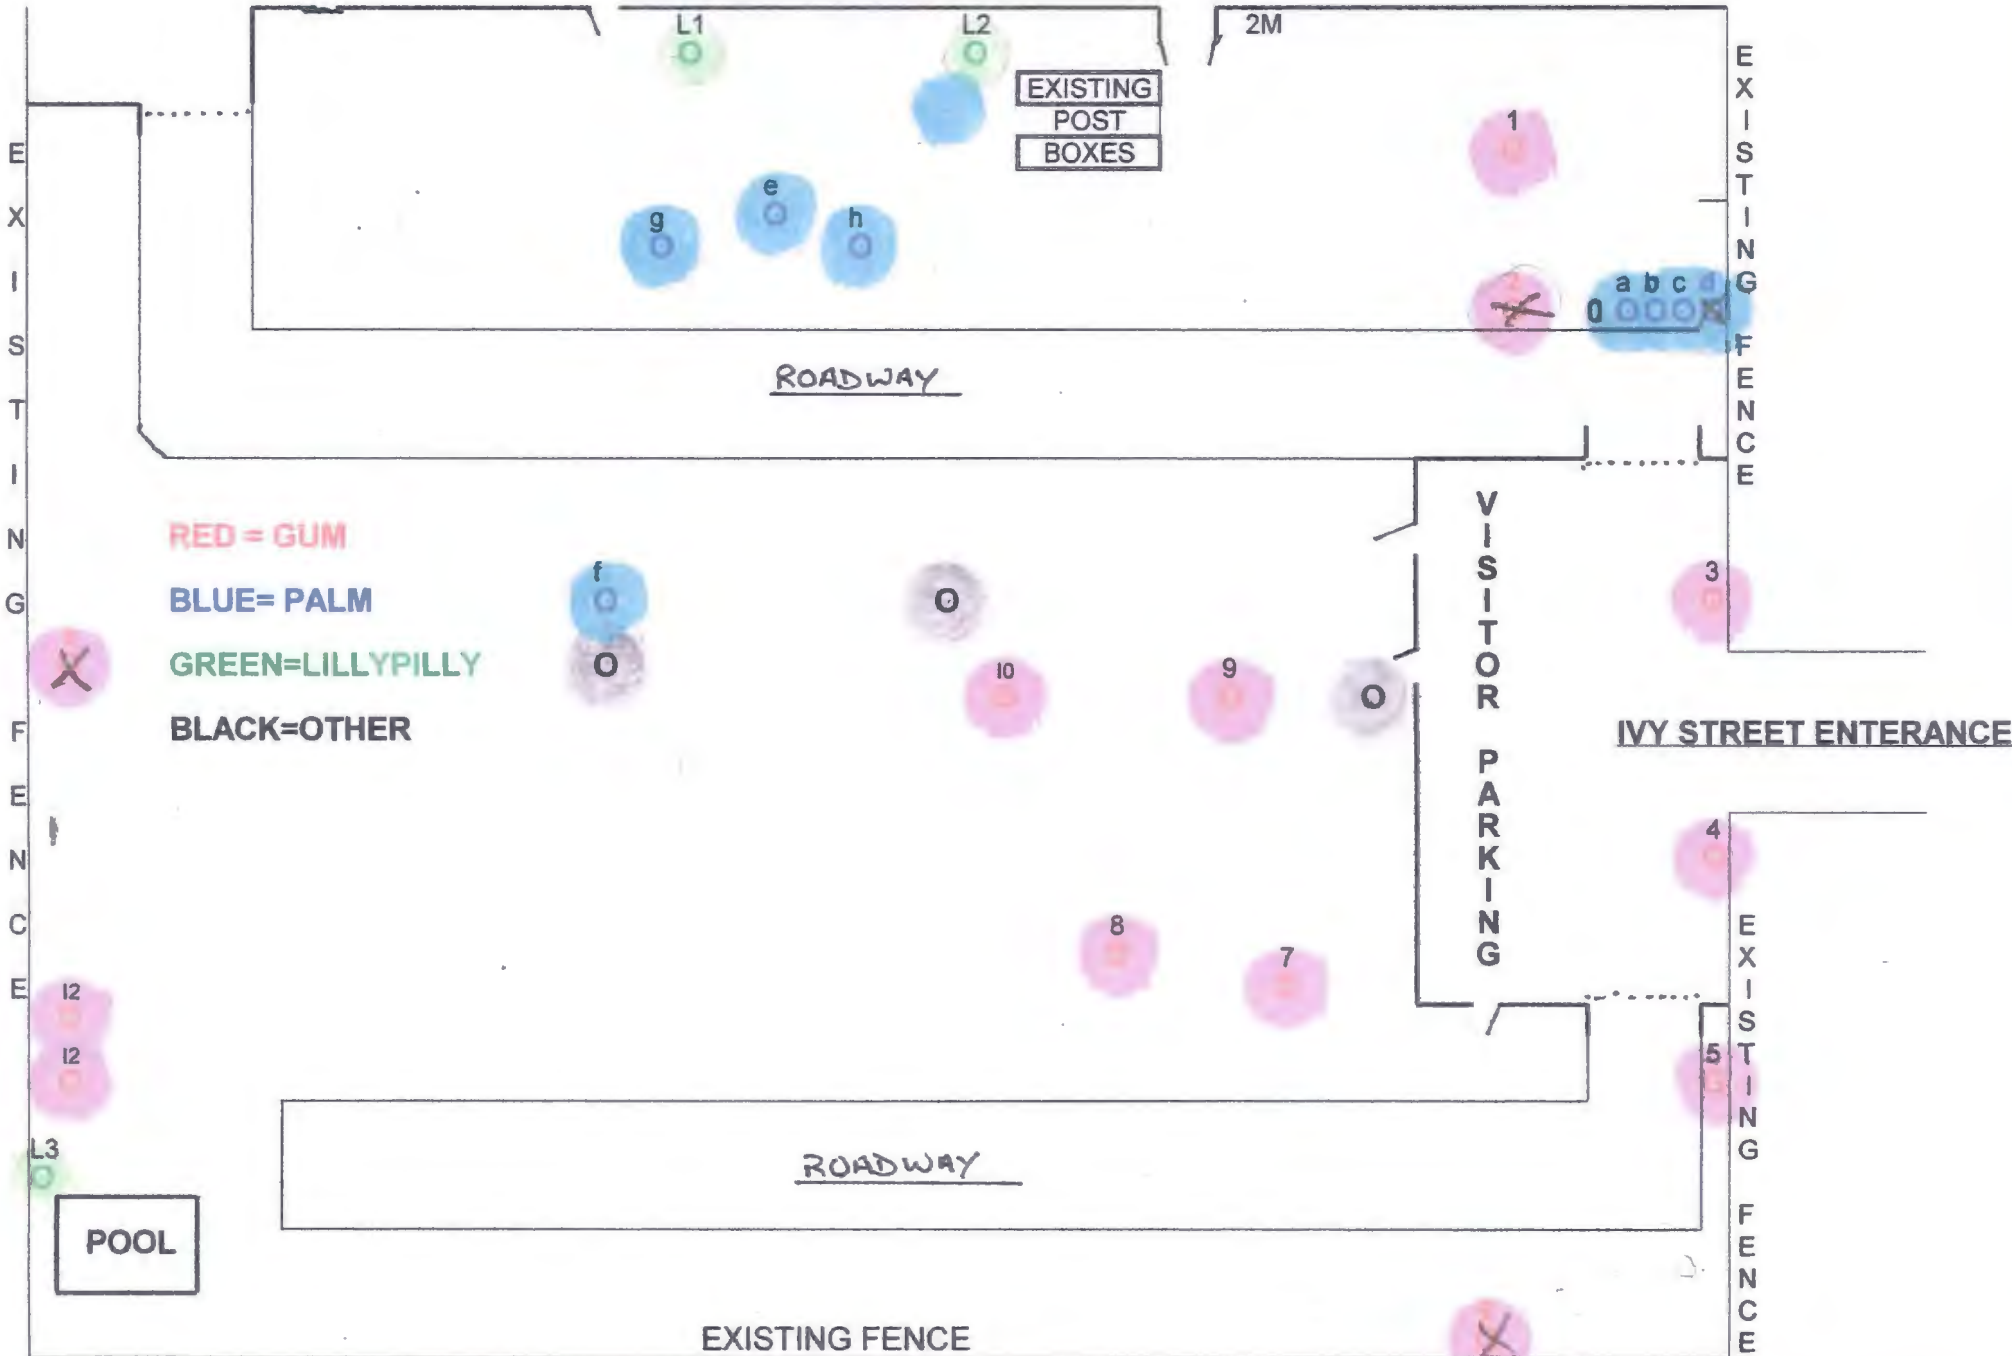 L1
L2
2M
EXISTING
POST
BOXES
1
EXISTING FENCE
EXISTING FENCE
g
e
h
a b c d
0
ROADWAY
RED = GUM
BLUE= PALM
GREEN=LILLYPILLY
BLACK=OTHER
f
O
O
O
10
9
VISITOR PARKING
3
IVY STREET ENTERANCE
4
8
7
12
12
5
EXISTING FENCE
L3
ROADWAY
POOL
EXISTING FENCE